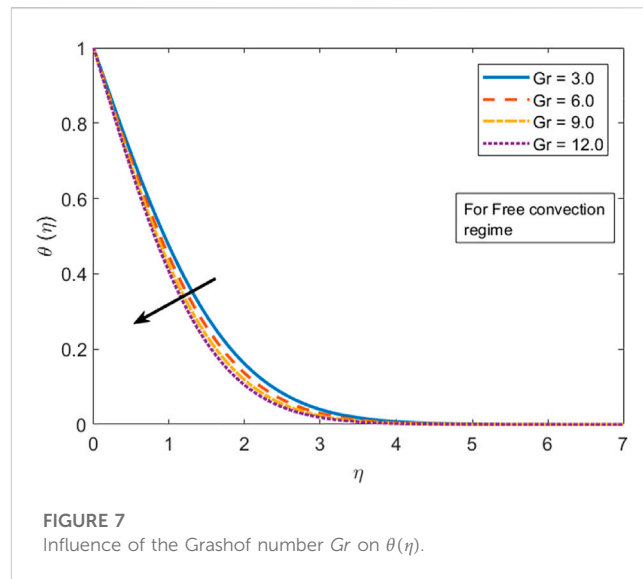 1
0.8
0.6
0.4
0.2
0
θ (η)
0 1 2 3 4 5 6 7
η
Gr = 3.0
Gr = 6.0
Gr = 9.0
Gr = 12.0
For Free convection
regime
FIGURE 7
Influence of the Grashof number Gr on θ(η).